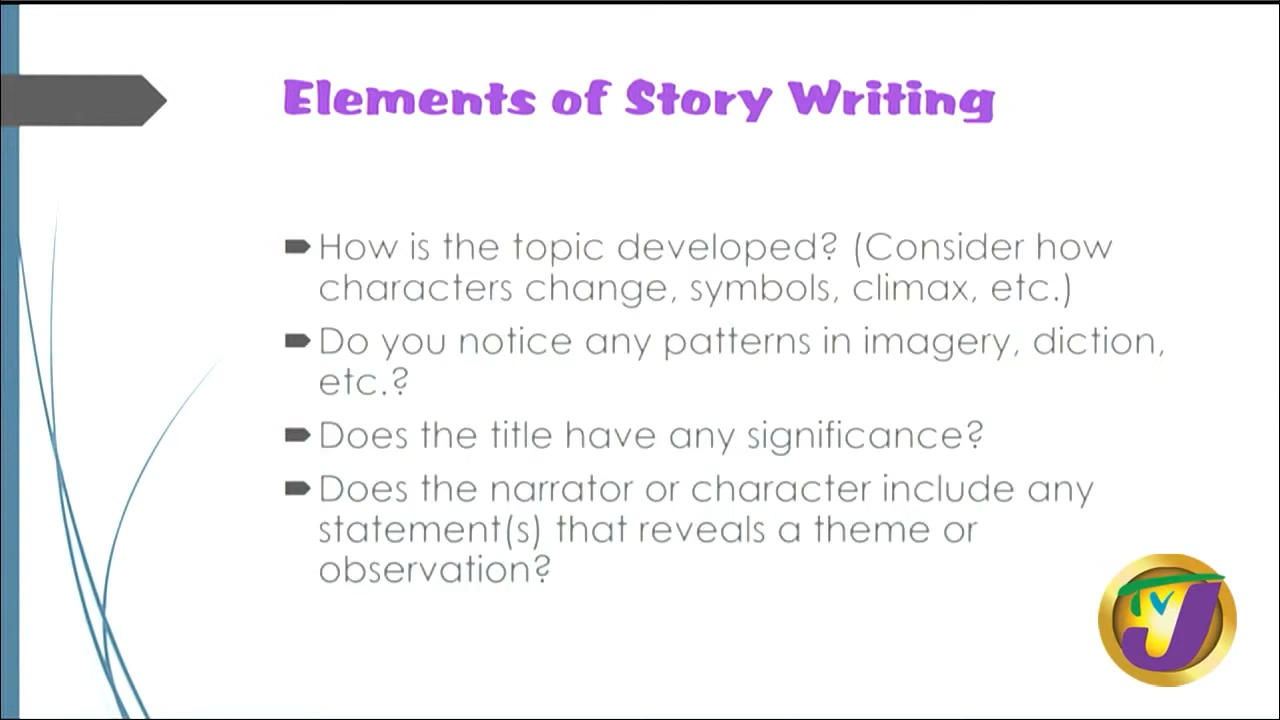 Elements of Story Writing
How is the topic developed? (Consider how
characters change, symbols, climax, etc.)
Do you notice any patterns in imagery, diction,
etc.?
Does the title have any significance?
Does the narrator or character include any
statement(s) that reveals a theme or
observation?
TVJ